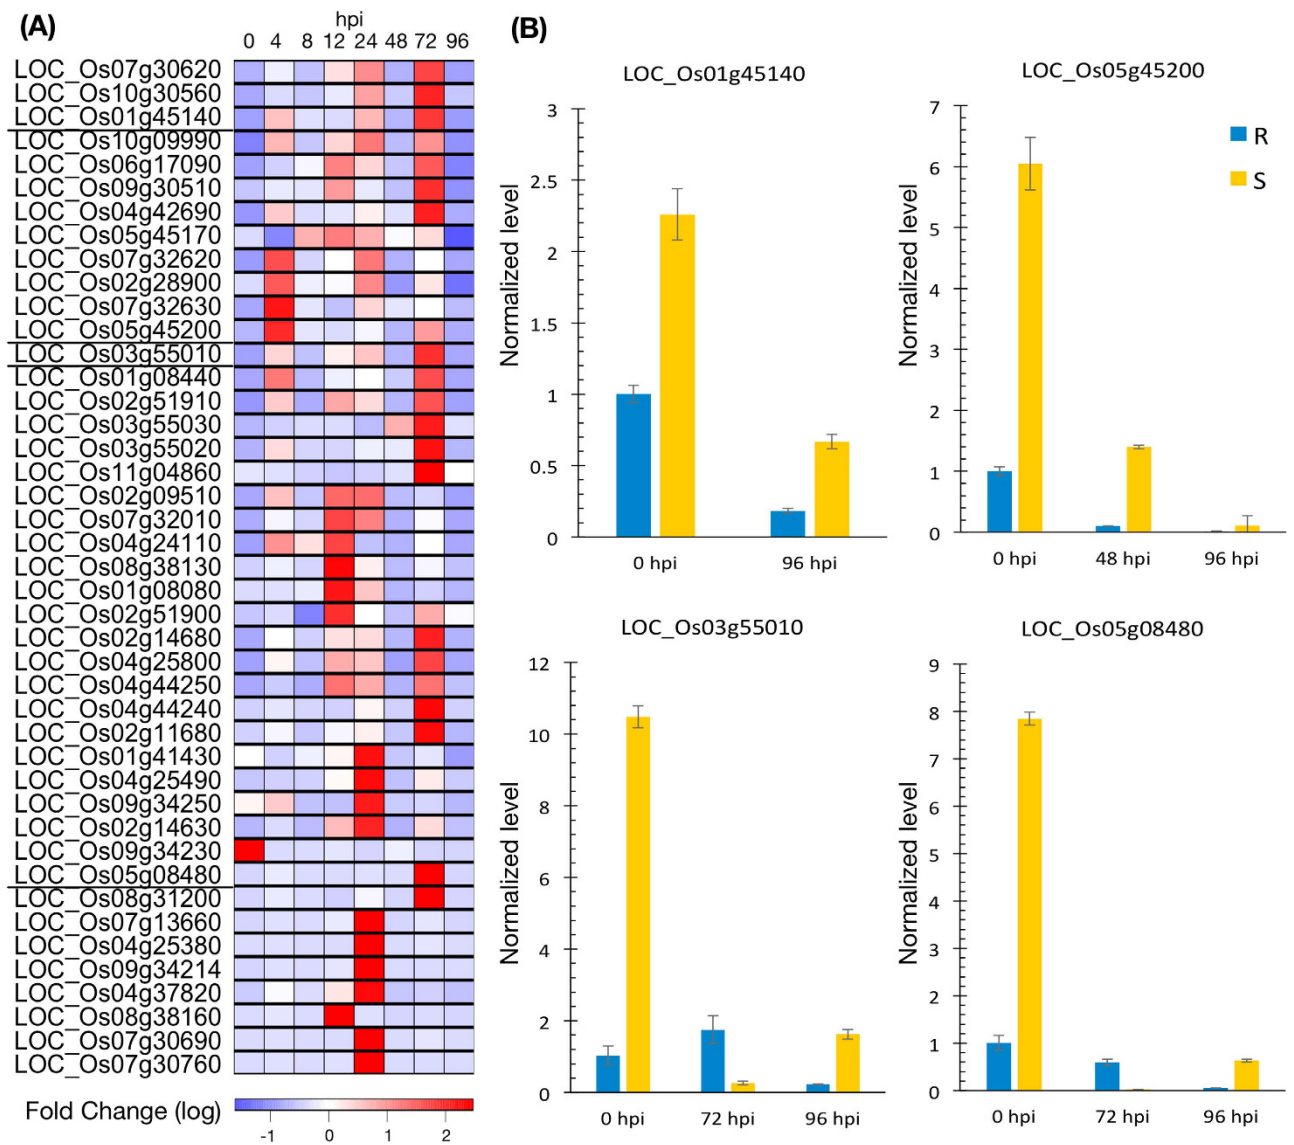 (A)
hpi
0 4 8 12 24 48 72 96
LOC_Os07g30620
LOC_Os10g30560
LOC_Os01g45140
LOC_Os10g09990
LOC_Os06g17090
LOC_Os09g30510
LOC_Os04g42690
LOC_Os05g45170
LOC_Os07g32620
LOC_Os02g28900
LOC_Os07g32630
LOC_Os05g45200
LOC_Os03g55010
LOC_Os01g08440
LOC_Os02g51910
LOC_Os03g55030
LOC_Os03g55020
LOC_Os11g04860
LOC_Os02g09510
LOC_Os07g32010
LOC_Os04g24110
LOC_Os08g38130
LOC_Os01g08080
LOC_Os02g51900
LOC_Os02g14680
LOC_Os04g25800
LOC_Os04g44250
LOC_Os04g44240
LOC_Os02g11680
LOC_Os01g41430
LOC_Os04g25490
LOC_Os09g34250
LOC_Os02g14630
LOC_Os09g34230
LOC_Os05g08480
LOC_Os08g31200
LOC_Os07g13660
LOC_Os04g25380
LOC_Os09g34214
LOC_Os04g37820
LOC_Os08g38160
LOC_Os07g30690
LOC_Os07g30760
Fold Change (log)
-1 0 1 2
(B)
LOC_Os01g45140
Normalized level
3
2.5
2
1.5
1
0.5
0
0 hpi 96 hpi
LOC_Os05g45200
R
S
Normalized level
7
6
5
4
3
2
1
0
0 hpi 48 hpi 96 hpi
LOC_Os03g55010
Normalized level
12
10
8
6
4
2
0
0 hpi 72 hpi 96 hpi
LOC_Os05g08480
Normalized level
9
8
7
6
5
4
3
2
1
0
0 hpi 72 hpi 96 hpi